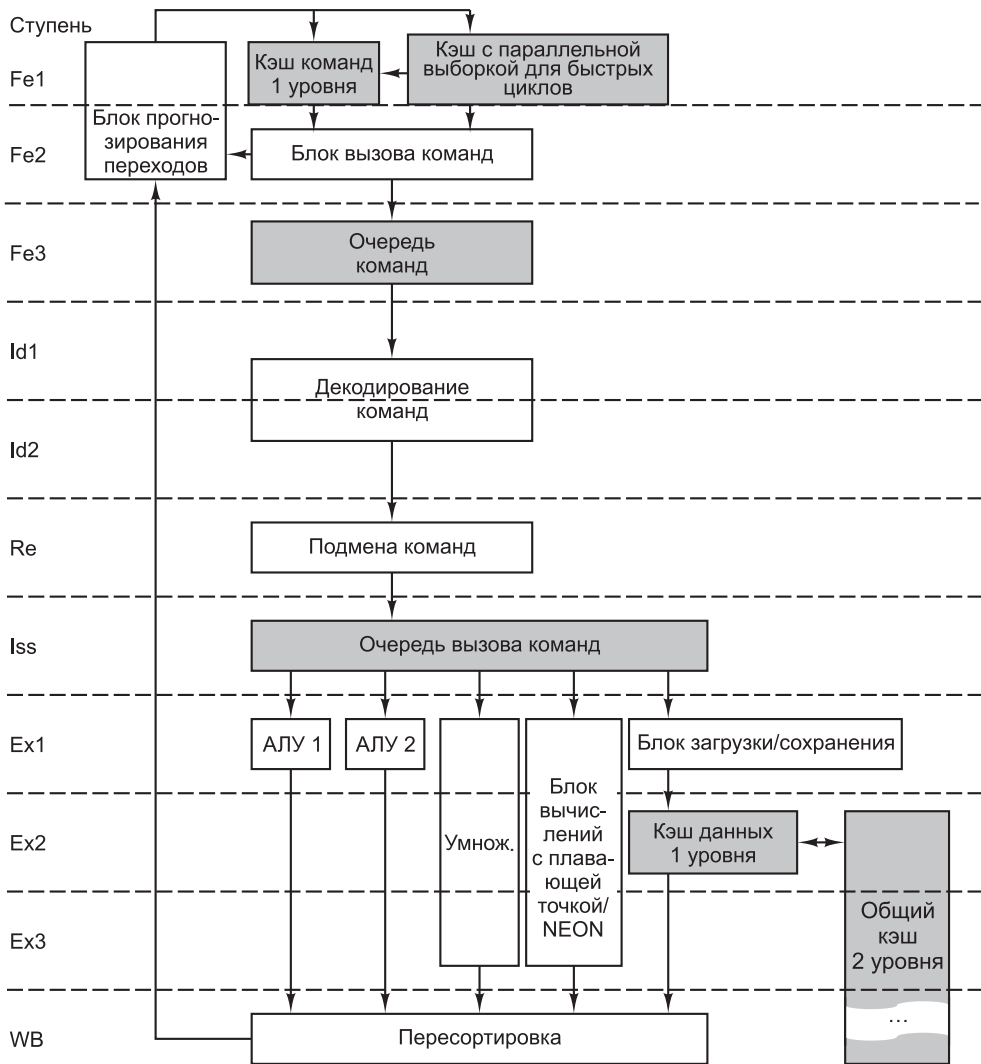 Ступень
Fe1
Кэш команд
1 уровня
Кэш с параллельной
выборкой для быстрых
циклов
Блок прогно-
зирования
переходов
Fe2
Блок вызова команд
Fe3
Очередь
команд
Id1
Декодирование
команд
Id2
Re
Подмена команд
Iss
Очередь вызова команд
Ex1
АЛУ 1
АЛУ 2
Умнож.
Блок
вычис-
лений
с плава-
ющей
точкой/
NEON
Блок загрузки/сохранения
Ex2
Кэш данных
1 уровня
Ex3
Общий
кэш
2 уровня
...
WB
Пересортировка